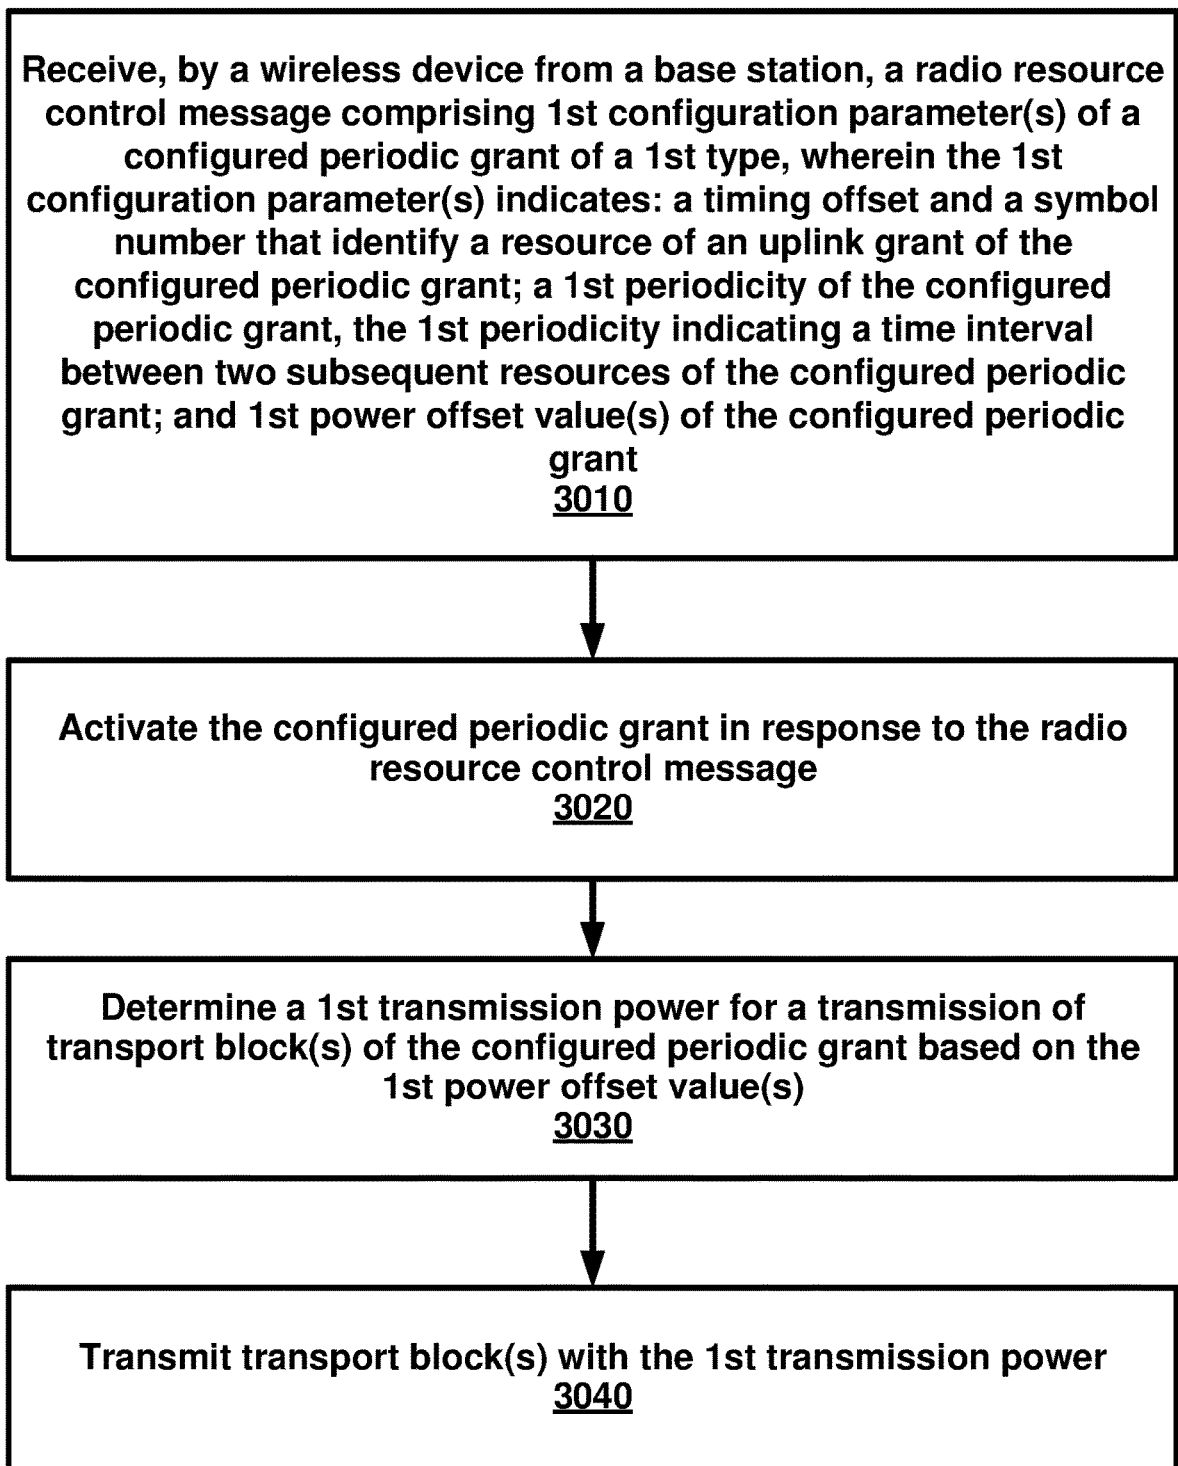 Receive, by a wireless device from a base station, a radio resource
control message comprising 1st configuration parameter(s) of a
configured periodic grant of a 1st type, wherein the 1st
configuration parameter(s) indicates: a timing offset and a symbol
number that identify a resource of an uplink grant of the
configured periodic grant; a 1st periodicity of the configured
periodic grant, the 1st periodicity indicating a time interval
between two subsequent resources of the configured periodic
grant; and 1st power offset value(s) of the configured periodic
grant
3010
Activate the configured periodic grant in response to the radio
resource control message
3020
Determine a 1st transmission power for a transmission of
transport block(s) of the configured periodic grant based on the
1st power offset value(s)
3030
Transmit transport block(s) with the 1st transmission power
3040